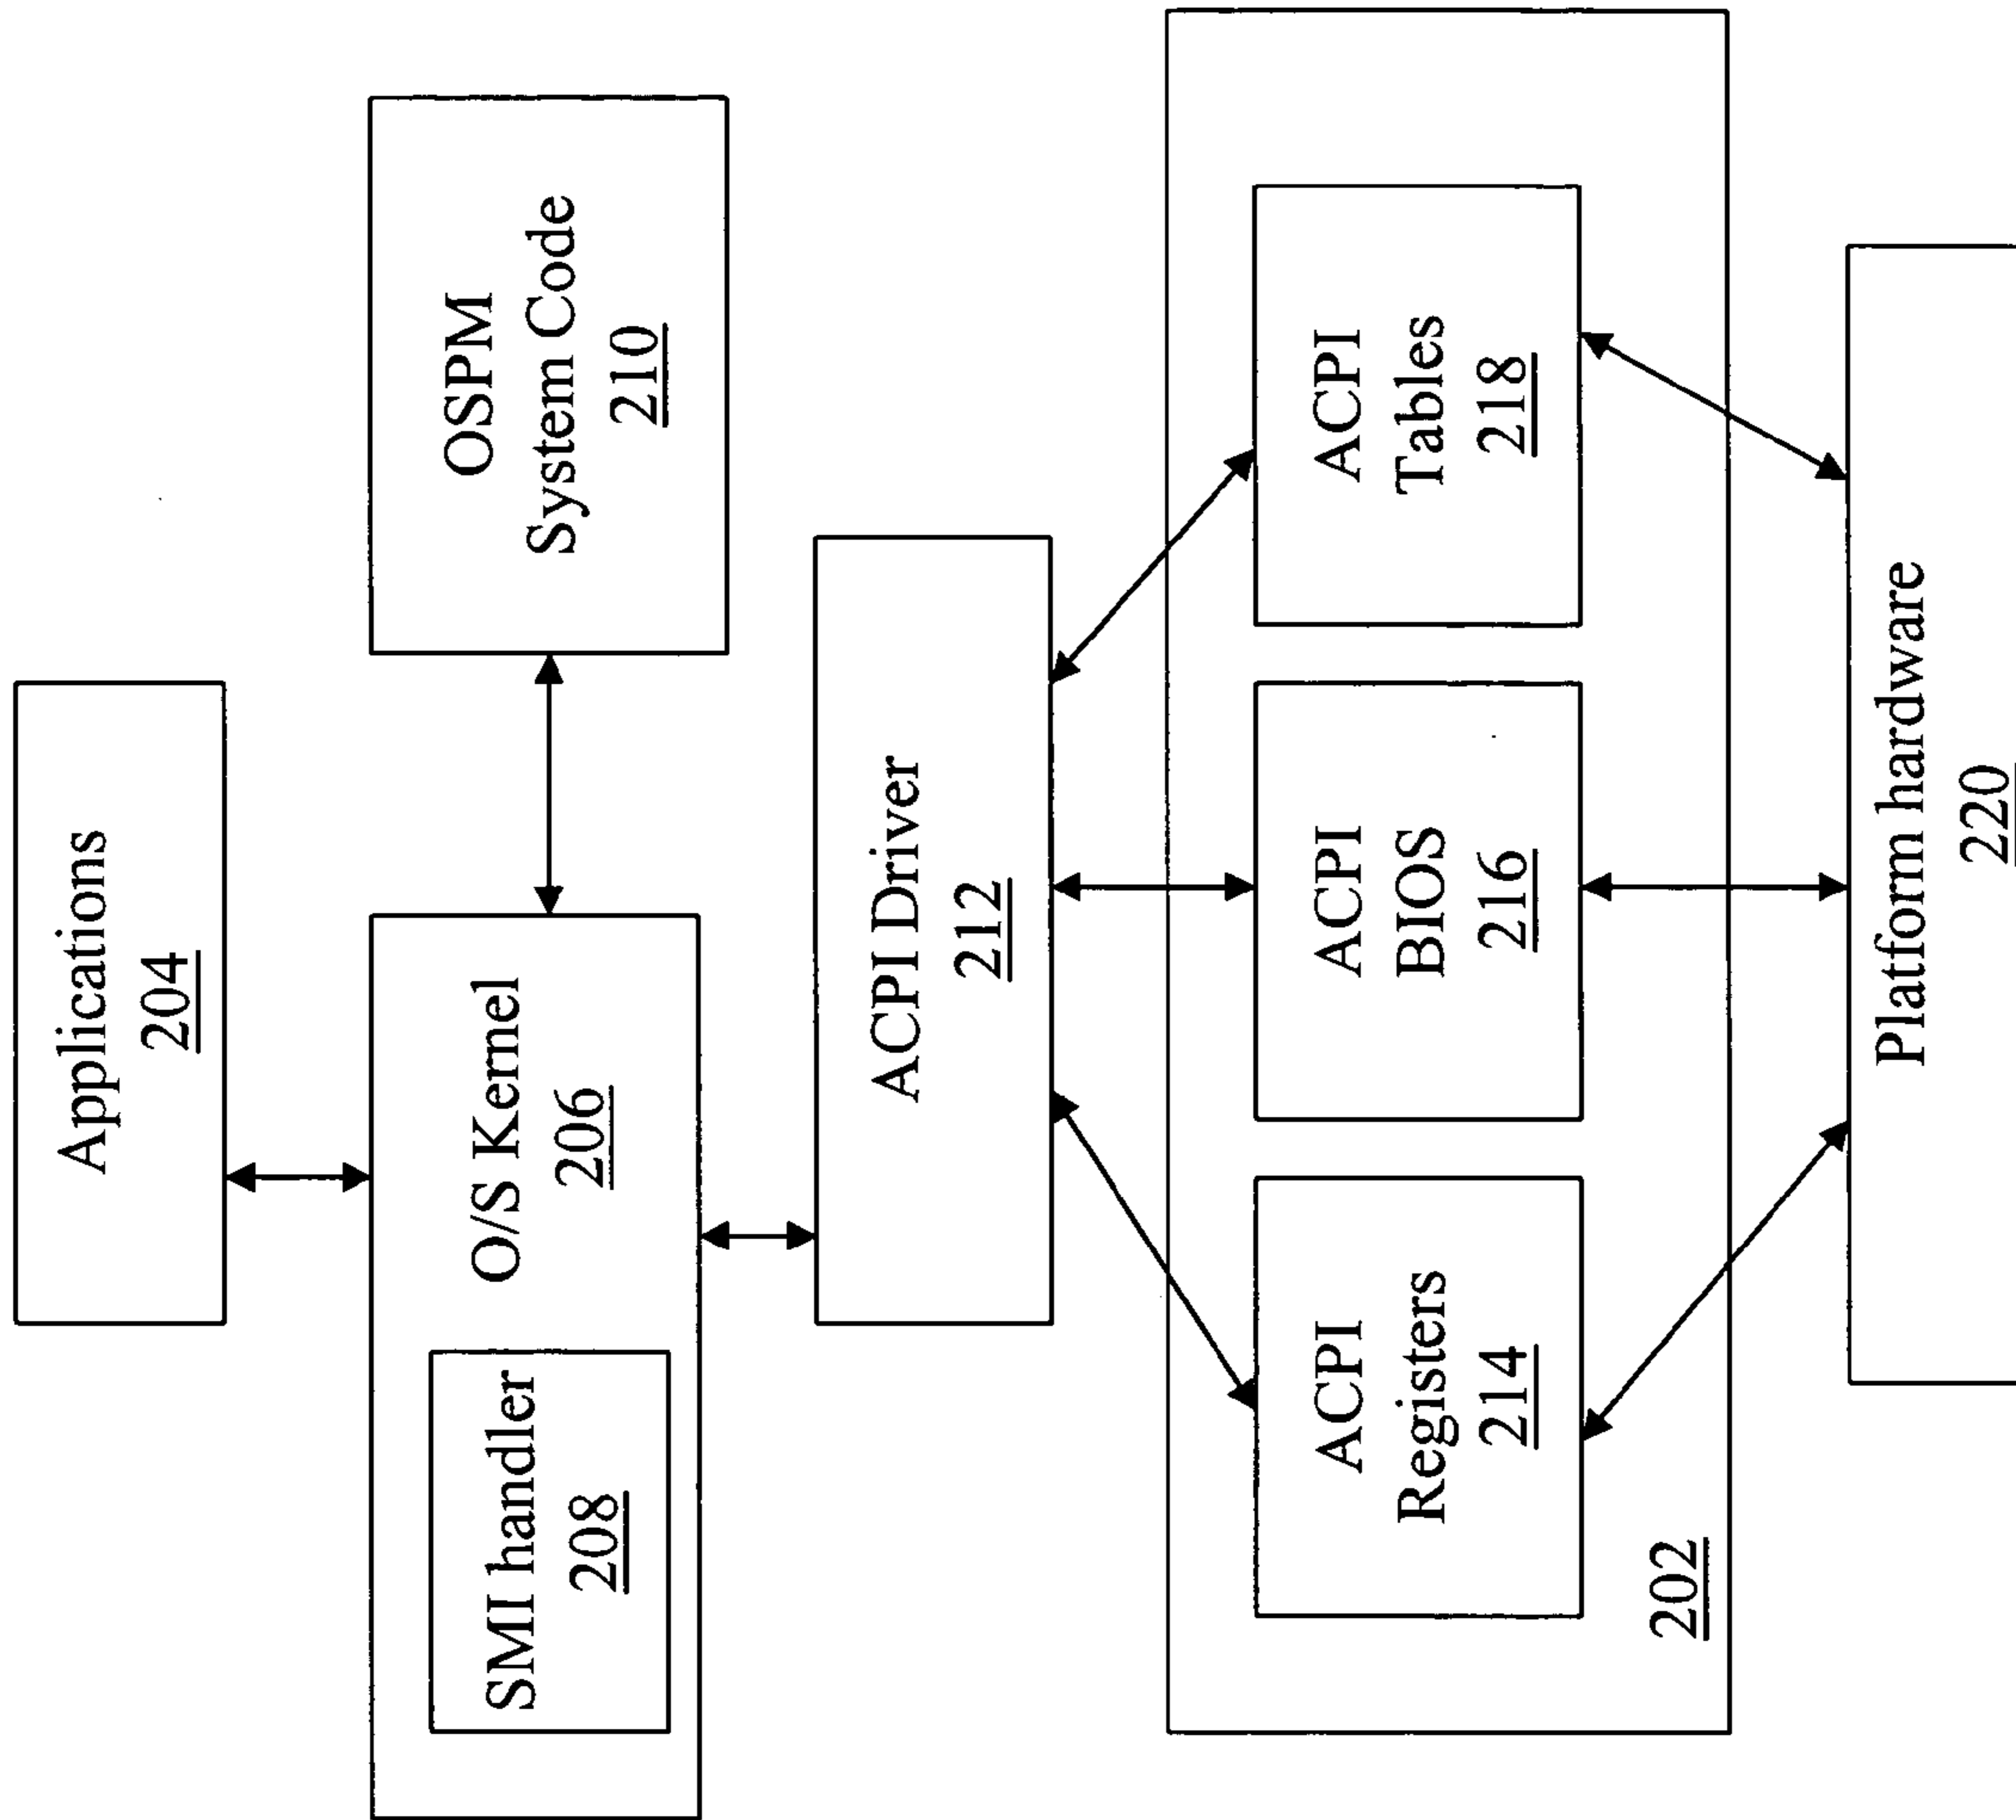 Applications
204
SMI handler
208
O/S Kernel
206
OSPM
System Code
210
ACPI Driver
212
ACPI
Registers
214
ACPI
BIOS
216
ACPI
Tables
218
202
Platform hardware
220